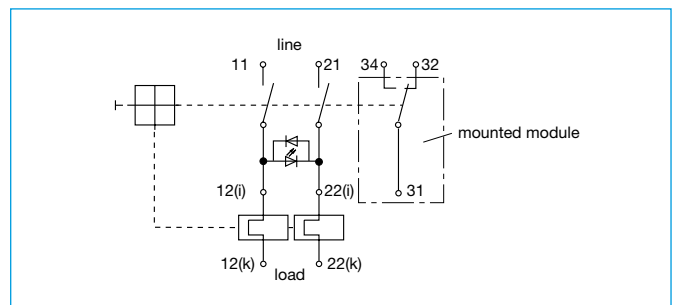 line
11 21 34 32
mounted module
12(i) 22(i) 31
12(k) 22(k)
load